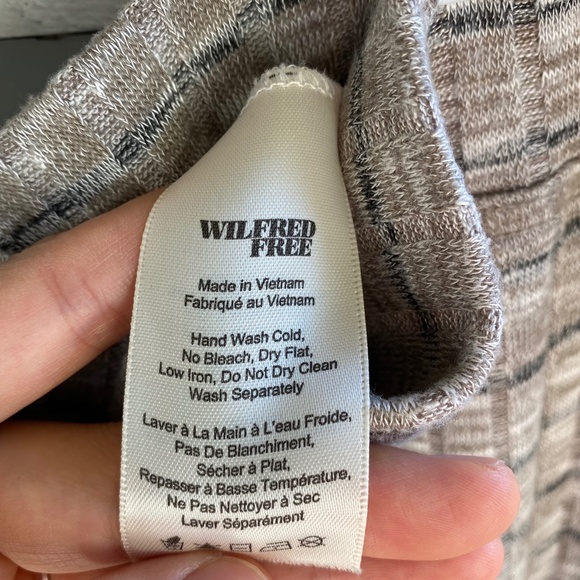 WILFRED
FREE
Made in Vietnam
Fabriqué au Vietnam
Hand Wash Cold,
No Bleach, Dry Flat,
Low Iron, Do Not Dry Clean
Wash Separately
Laver à La Main à L'eau Froide,
Pas De Blanchiment,
Sécher à Plat,
Repasser à Basse Température,
Ne Pas Nettoyer à Sec
Laver Séparément